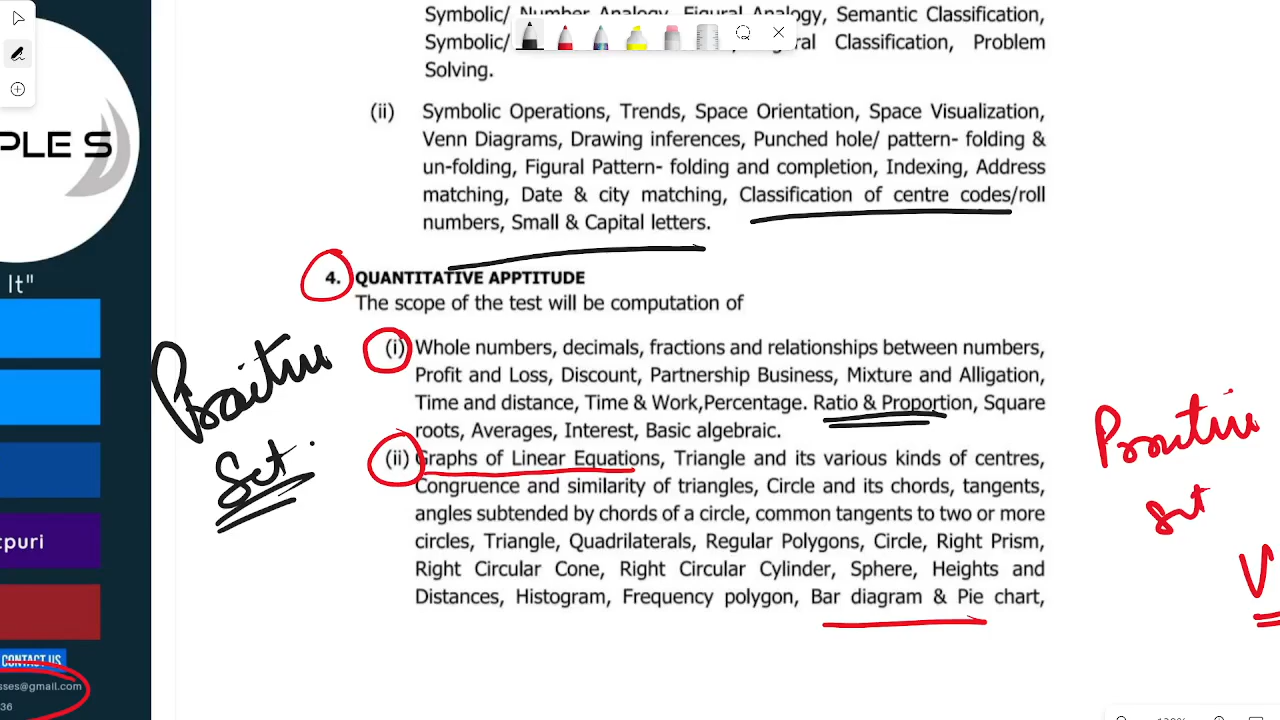 Symbolic/ Number Analogy, Figural Analogy, Semantic Classification,
Symbolic/ Classification, Problem
Solving.
(ii) Symbolic Operations, Trends, Space Orientation, Space Visualization,
Venn Diagrams, Drawing inferences, Punched hole/ pattern- folding &
un-folding, Figural Pattern- folding and completion, Indexing, Address
matching, Date & city matching, Classification of centre codes/roll
numbers, Small & Capital letters.
4. QUANTITATIVE APPTITUDE
The scope of the test will be computation of
(i) Whole numbers, decimals, fractions and relationships between numbers,
Profit and Loss, Discount, Partnership Business, Mixture and Alligation,
Time and distance, Time & Work,Percentage. Ratio & Proportion, Square
roots, Averages, Interest, Basic algebraic.
(ii) Graphs of Linear Equations, Triangle and its various kinds of centres,
Congruence and similarity of triangles, Circle and its chords, tangents,
angles subtended by chords of a circle, common tangents to two or more
circles, Triangle, Quadrilaterals, Regular Polygons, Circle, Right Prism,
Right Circular Cone, Right Circular Cylinder, Sphere, Heights and
Distances, Histogram, Frequency polygon, Bar diagram & Pie chart,
PLE S
It"
tpuri
CONTACT US
sses@gmail.com
36
Set
Set
V